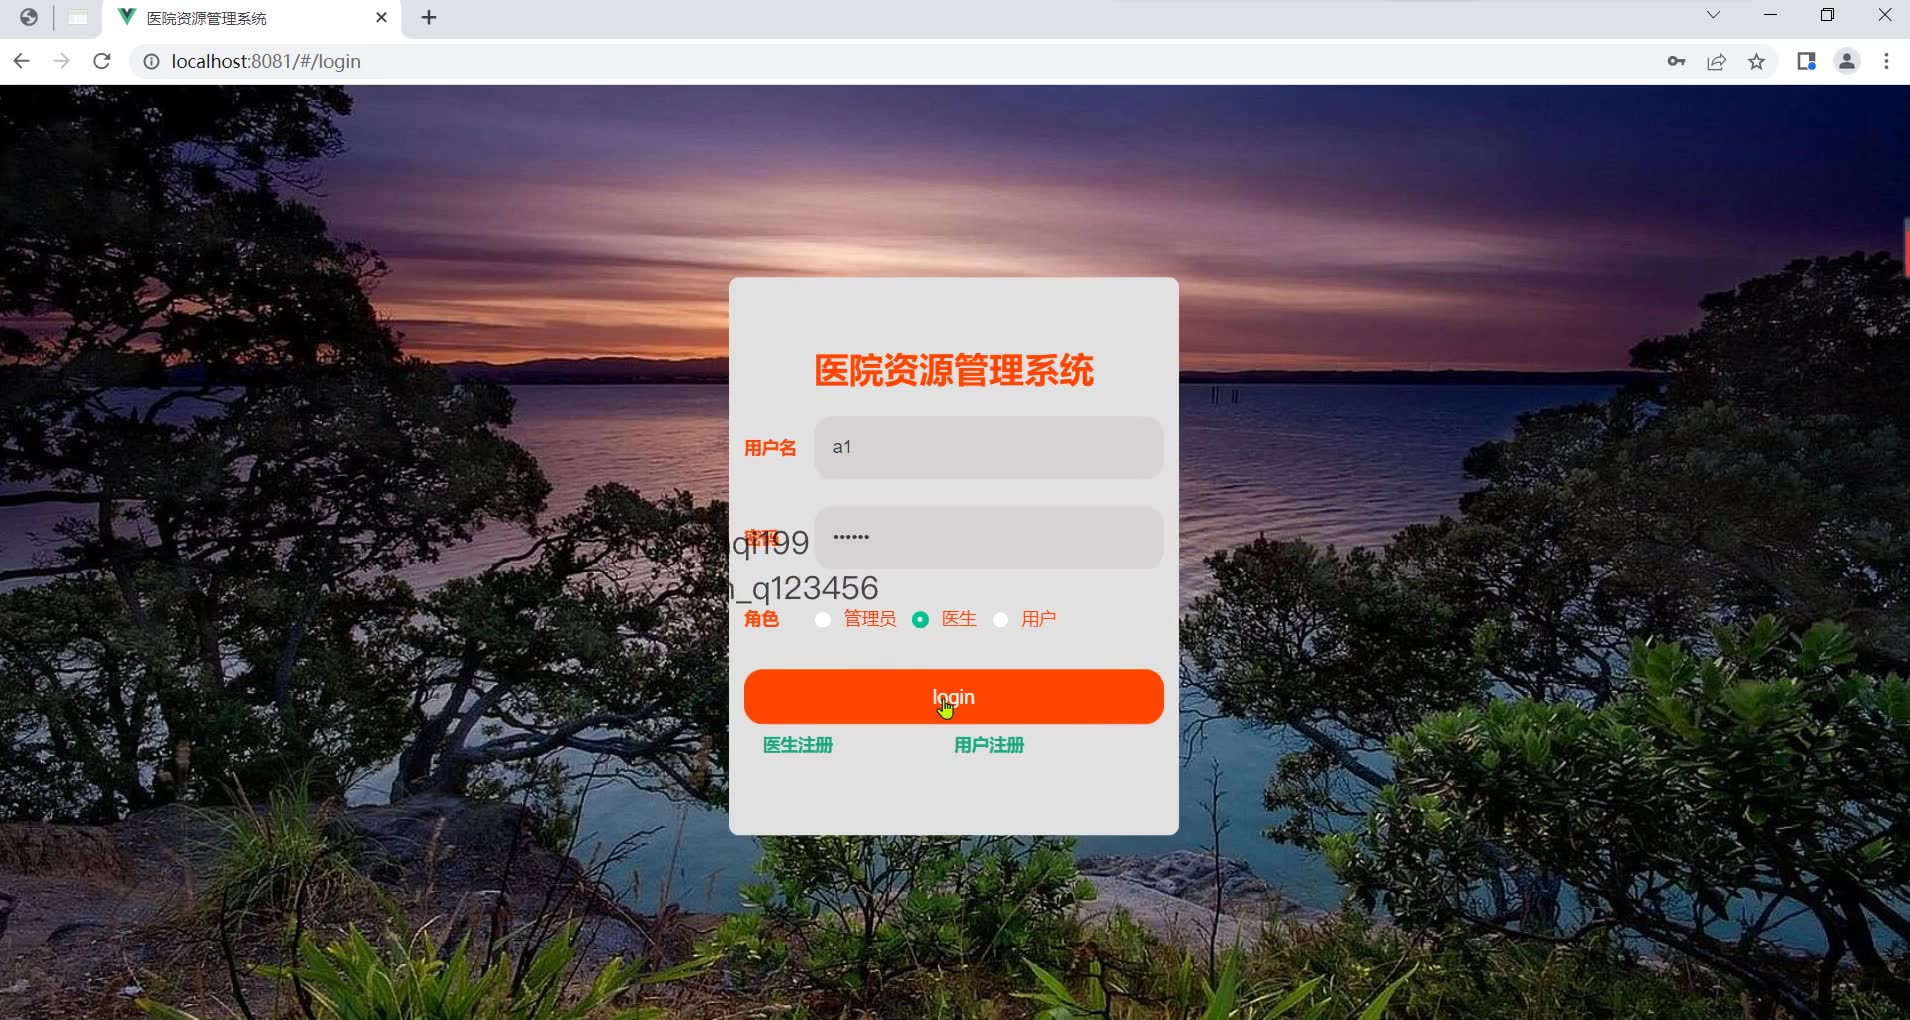 医院资源管理系统
localhost:8081/#/login
医院资源管理系统
用户名
a1
密码
••••••
qi199
_q123456
角色
管理员
医生
用户
login
医生注册
用户注册